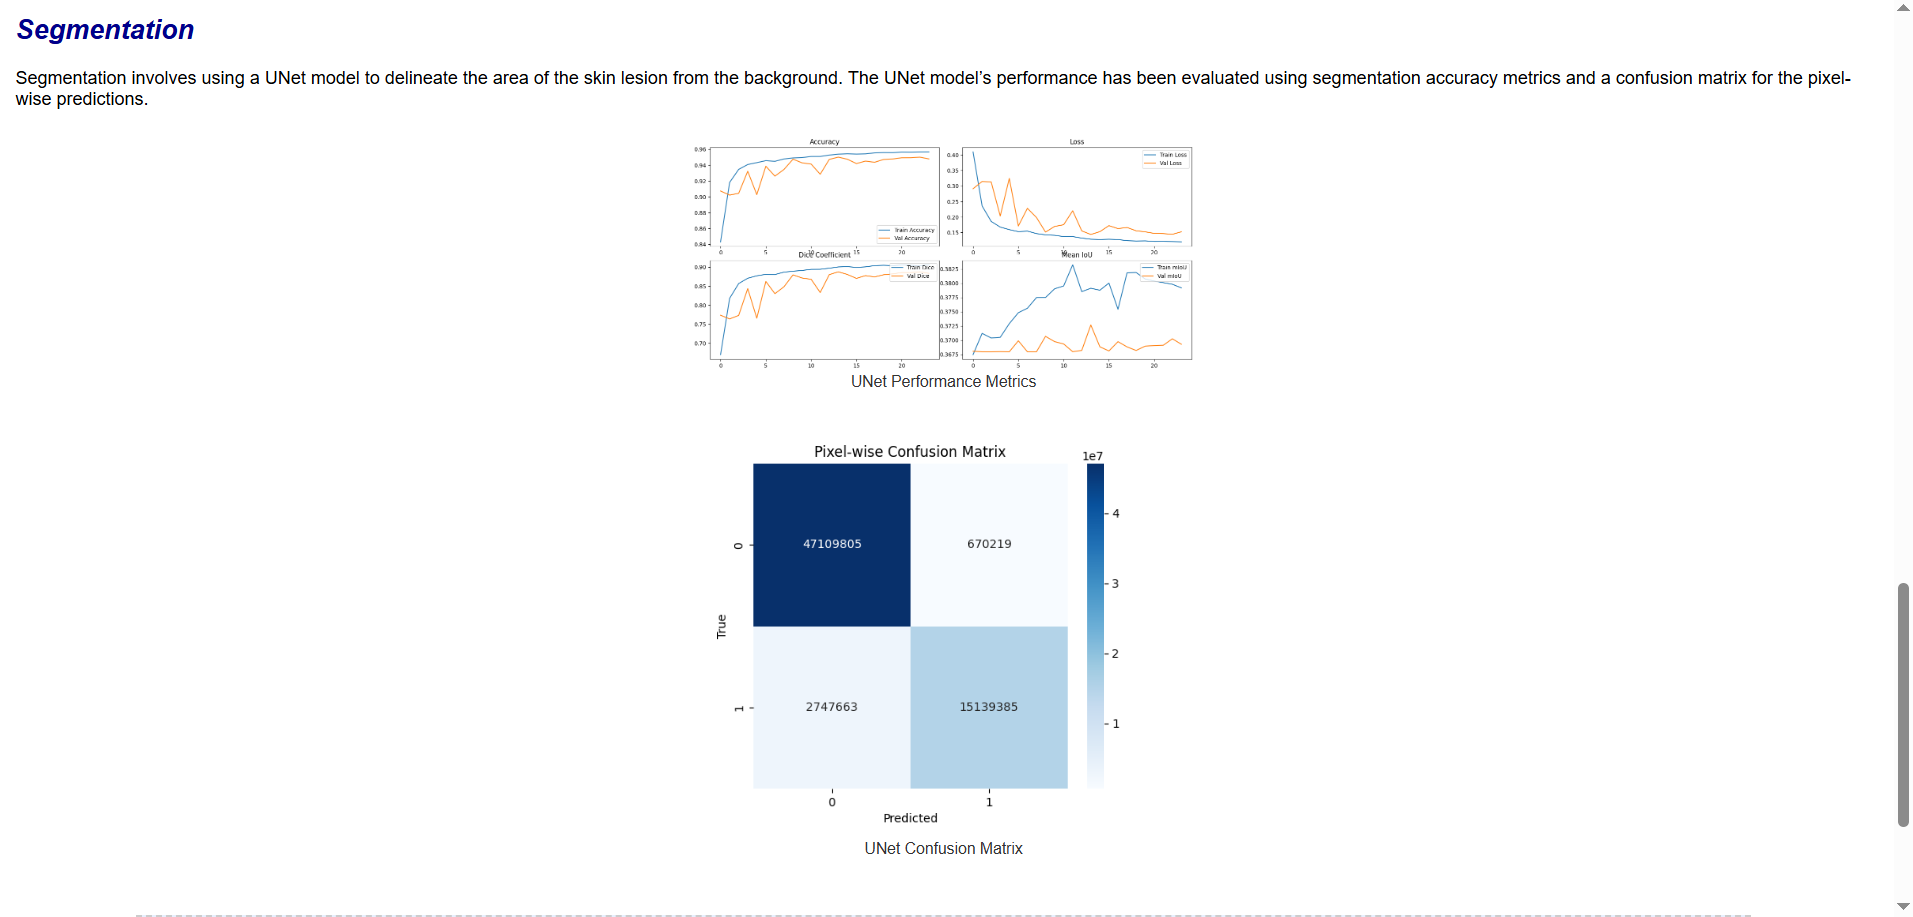 Segmentation
Segmentation involves using a UNet model to delineate the area of the skin lesion from the background. The UNet model’s performance has been evaluated using segmentation accuracy metrics and a confusion matrix for the pixel-
wise predictions.
Accuracy
0.96
0.94
0.92
0.90
0.88
0.86
0.84
Train Accuracy
Val Accuracy
0 5 10 15 20
Loss
0.40
0.35
0.30
0.25
0.20
0.15
Train Loss
Val Loss
0 5 10 15 20
Dice Coefficient
0.90
0.85
0.80
0.75
0.70
Train Dice
Val Dice
0 5 10 15 20
Mean IoU
0.3825
0.3800
0.3775
0.3750
0.3725
0.3700
0.3675
Train mIoU
Val mIoU
0 5 10 15 20
UNet Performance Metrics
Pixel-wise Confusion Matrix
1e7
47109805 670219
2747663 15139385
True
0
1
0 1
Predicted
4
3
2
1
UNet Confusion Matrix